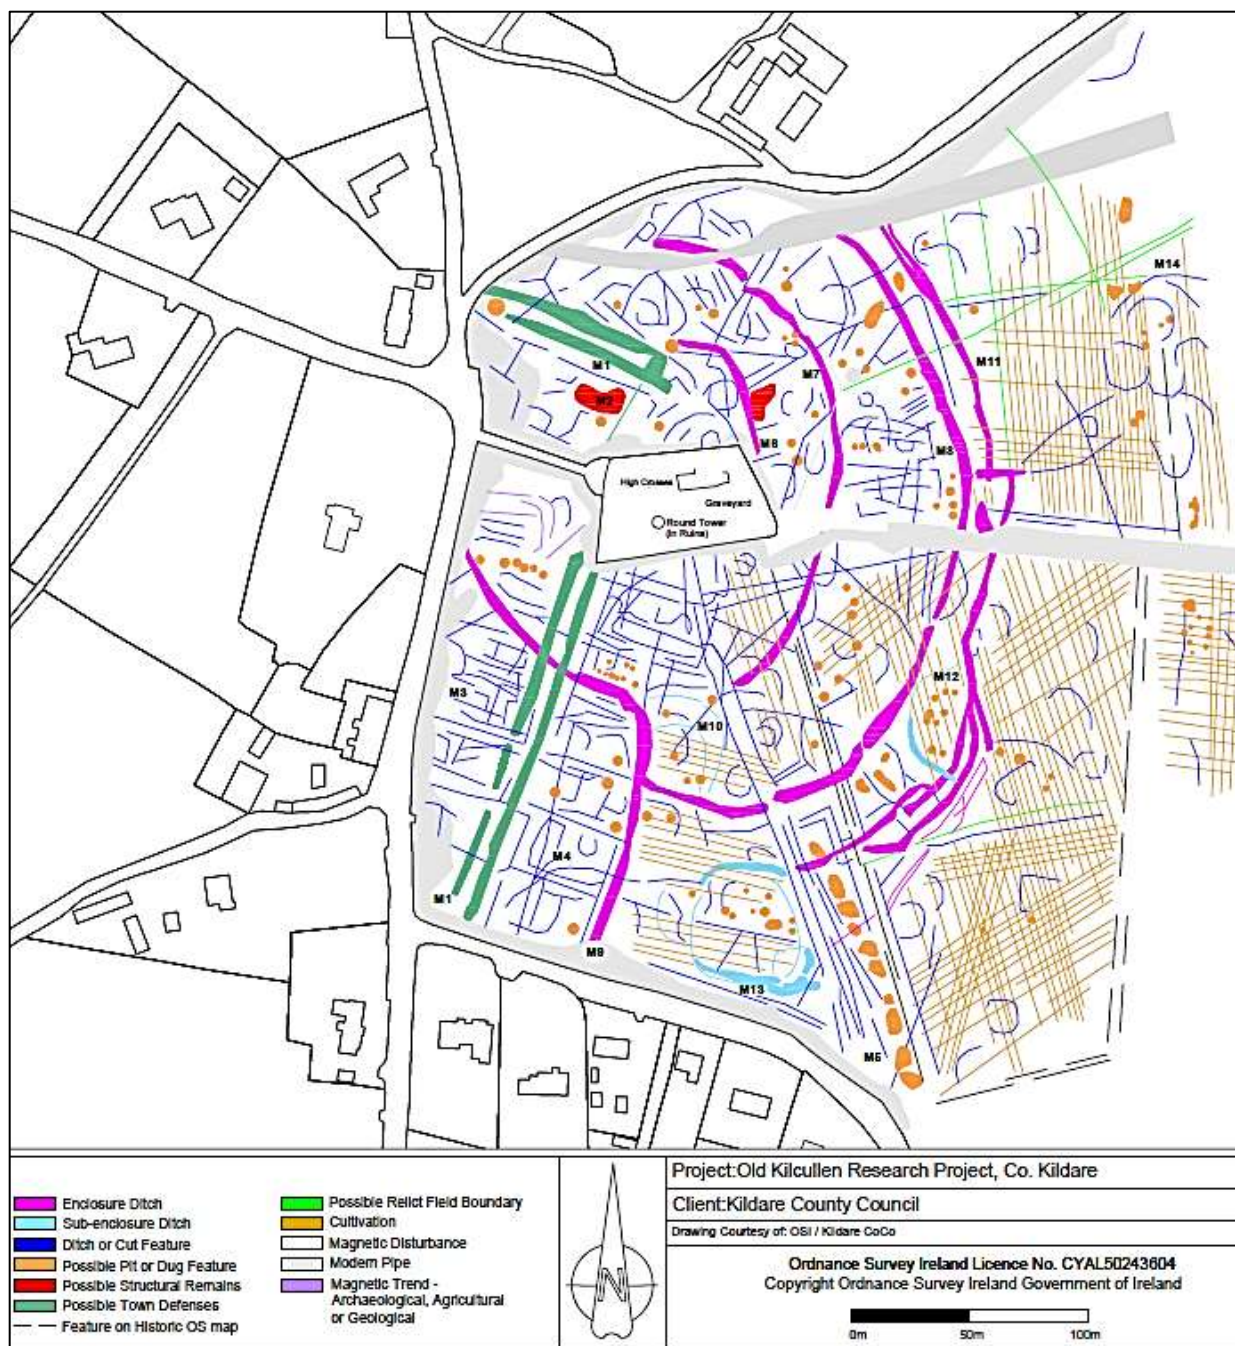 M14
M1
M2
M7
M11
M6
M8
High Crosses
Graveyard
Round Tower
(In Ruins)
M3
M12
M10
M4
M1
M9
M13
M5
Enclosure Ditch
Sub-enclosure Ditch
Ditch or Cut Feature
Possible Pit or Dug Feature
Possible Structural Remains
Possible Town Defenses
Feature on Historic OS map
Possible Relict Field Boundary
Cultivation
Magnetic Disturbance
Modern Pipe
Magnetic Trend -
Archaeological, Agricultural
or Geological
N
Project:Old Kilcullen Research Project, Co. Kildare
Client:Kildare County Council
Drawing Courtesy of: OSI / Kildare CoCo
Ordnance Survey Ireland Licence No. CYAL50243604
Copyright Ordnance Survey Ireland Government of Ireland
0m 50m 100m